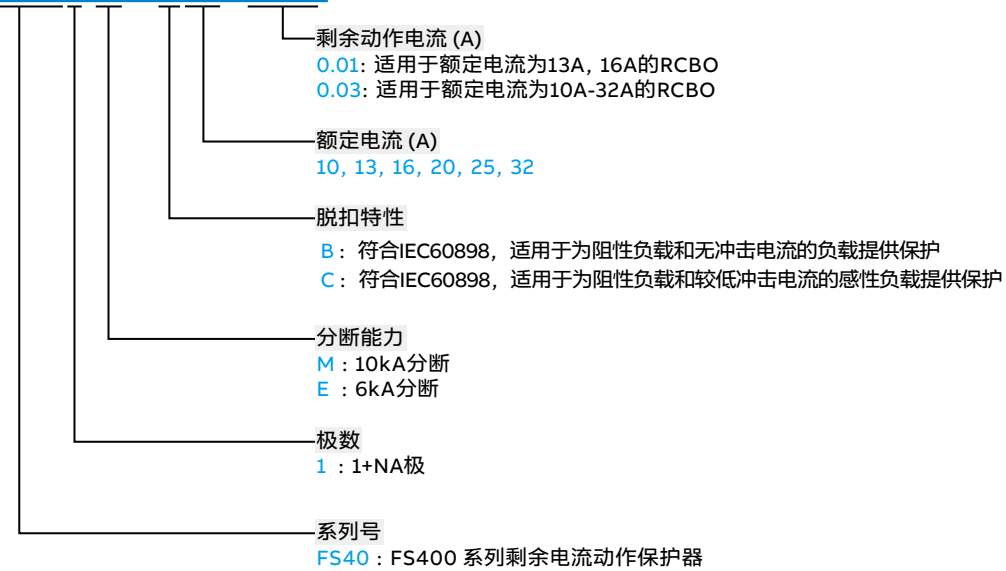 剩余动作电流 (A)
0.01: 适用于额定电流为13A, 16A的RCBO
0.03: 适用于额定电流为10A-32A的RCBO
额定电流 (A)
10, 13, 16, 20, 25, 32
脱扣特性
B： 符合IEC60898，适用于为阻性负载和无冲击电流的负载提供保护
C： 符合IEC60898，适用于为阻性负载和较低冲击电流的感性负载提供保护
分断能力
M : 10kA分断
E : 6kA分断
极数
1 : 1+NA极
系列号
FS40 : FS400 系列剩余电流动作保护器